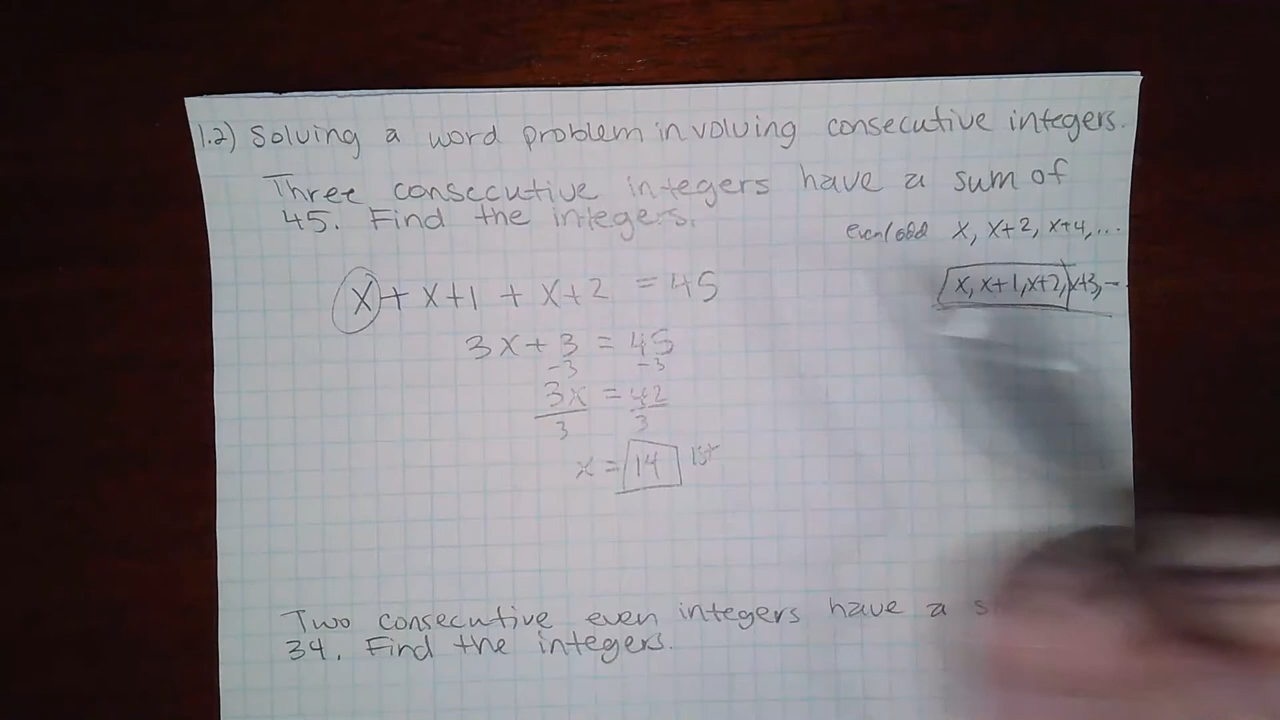 1.2) Solving a word problem involving consecutive integers.
Three consecutive integers have a sum of
45. Find the integers.
even/odd x, x+2, x+4,...
x, x+1, x+2, x+3, –
x + x+1 + x+2 = 45
3x + 3 = 45
-3 -3
3x = 42
3 3
x = 14 1st
Two consecutive even integers have a s
34. Find the integers.